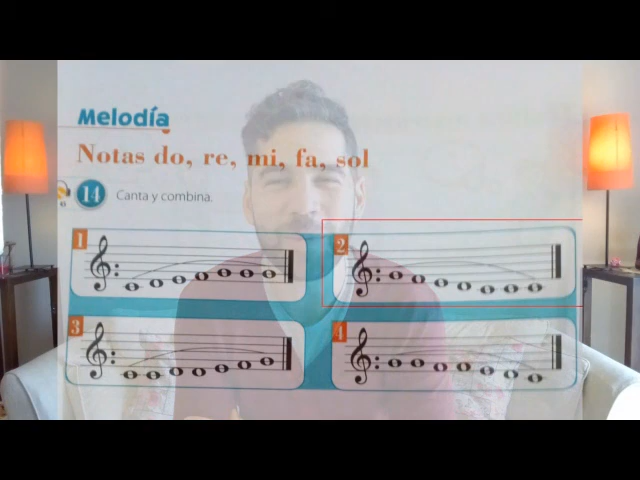 Melodía
Notas do, re, mi, fa, sol
14 Canta y combina.
1
2
3
4